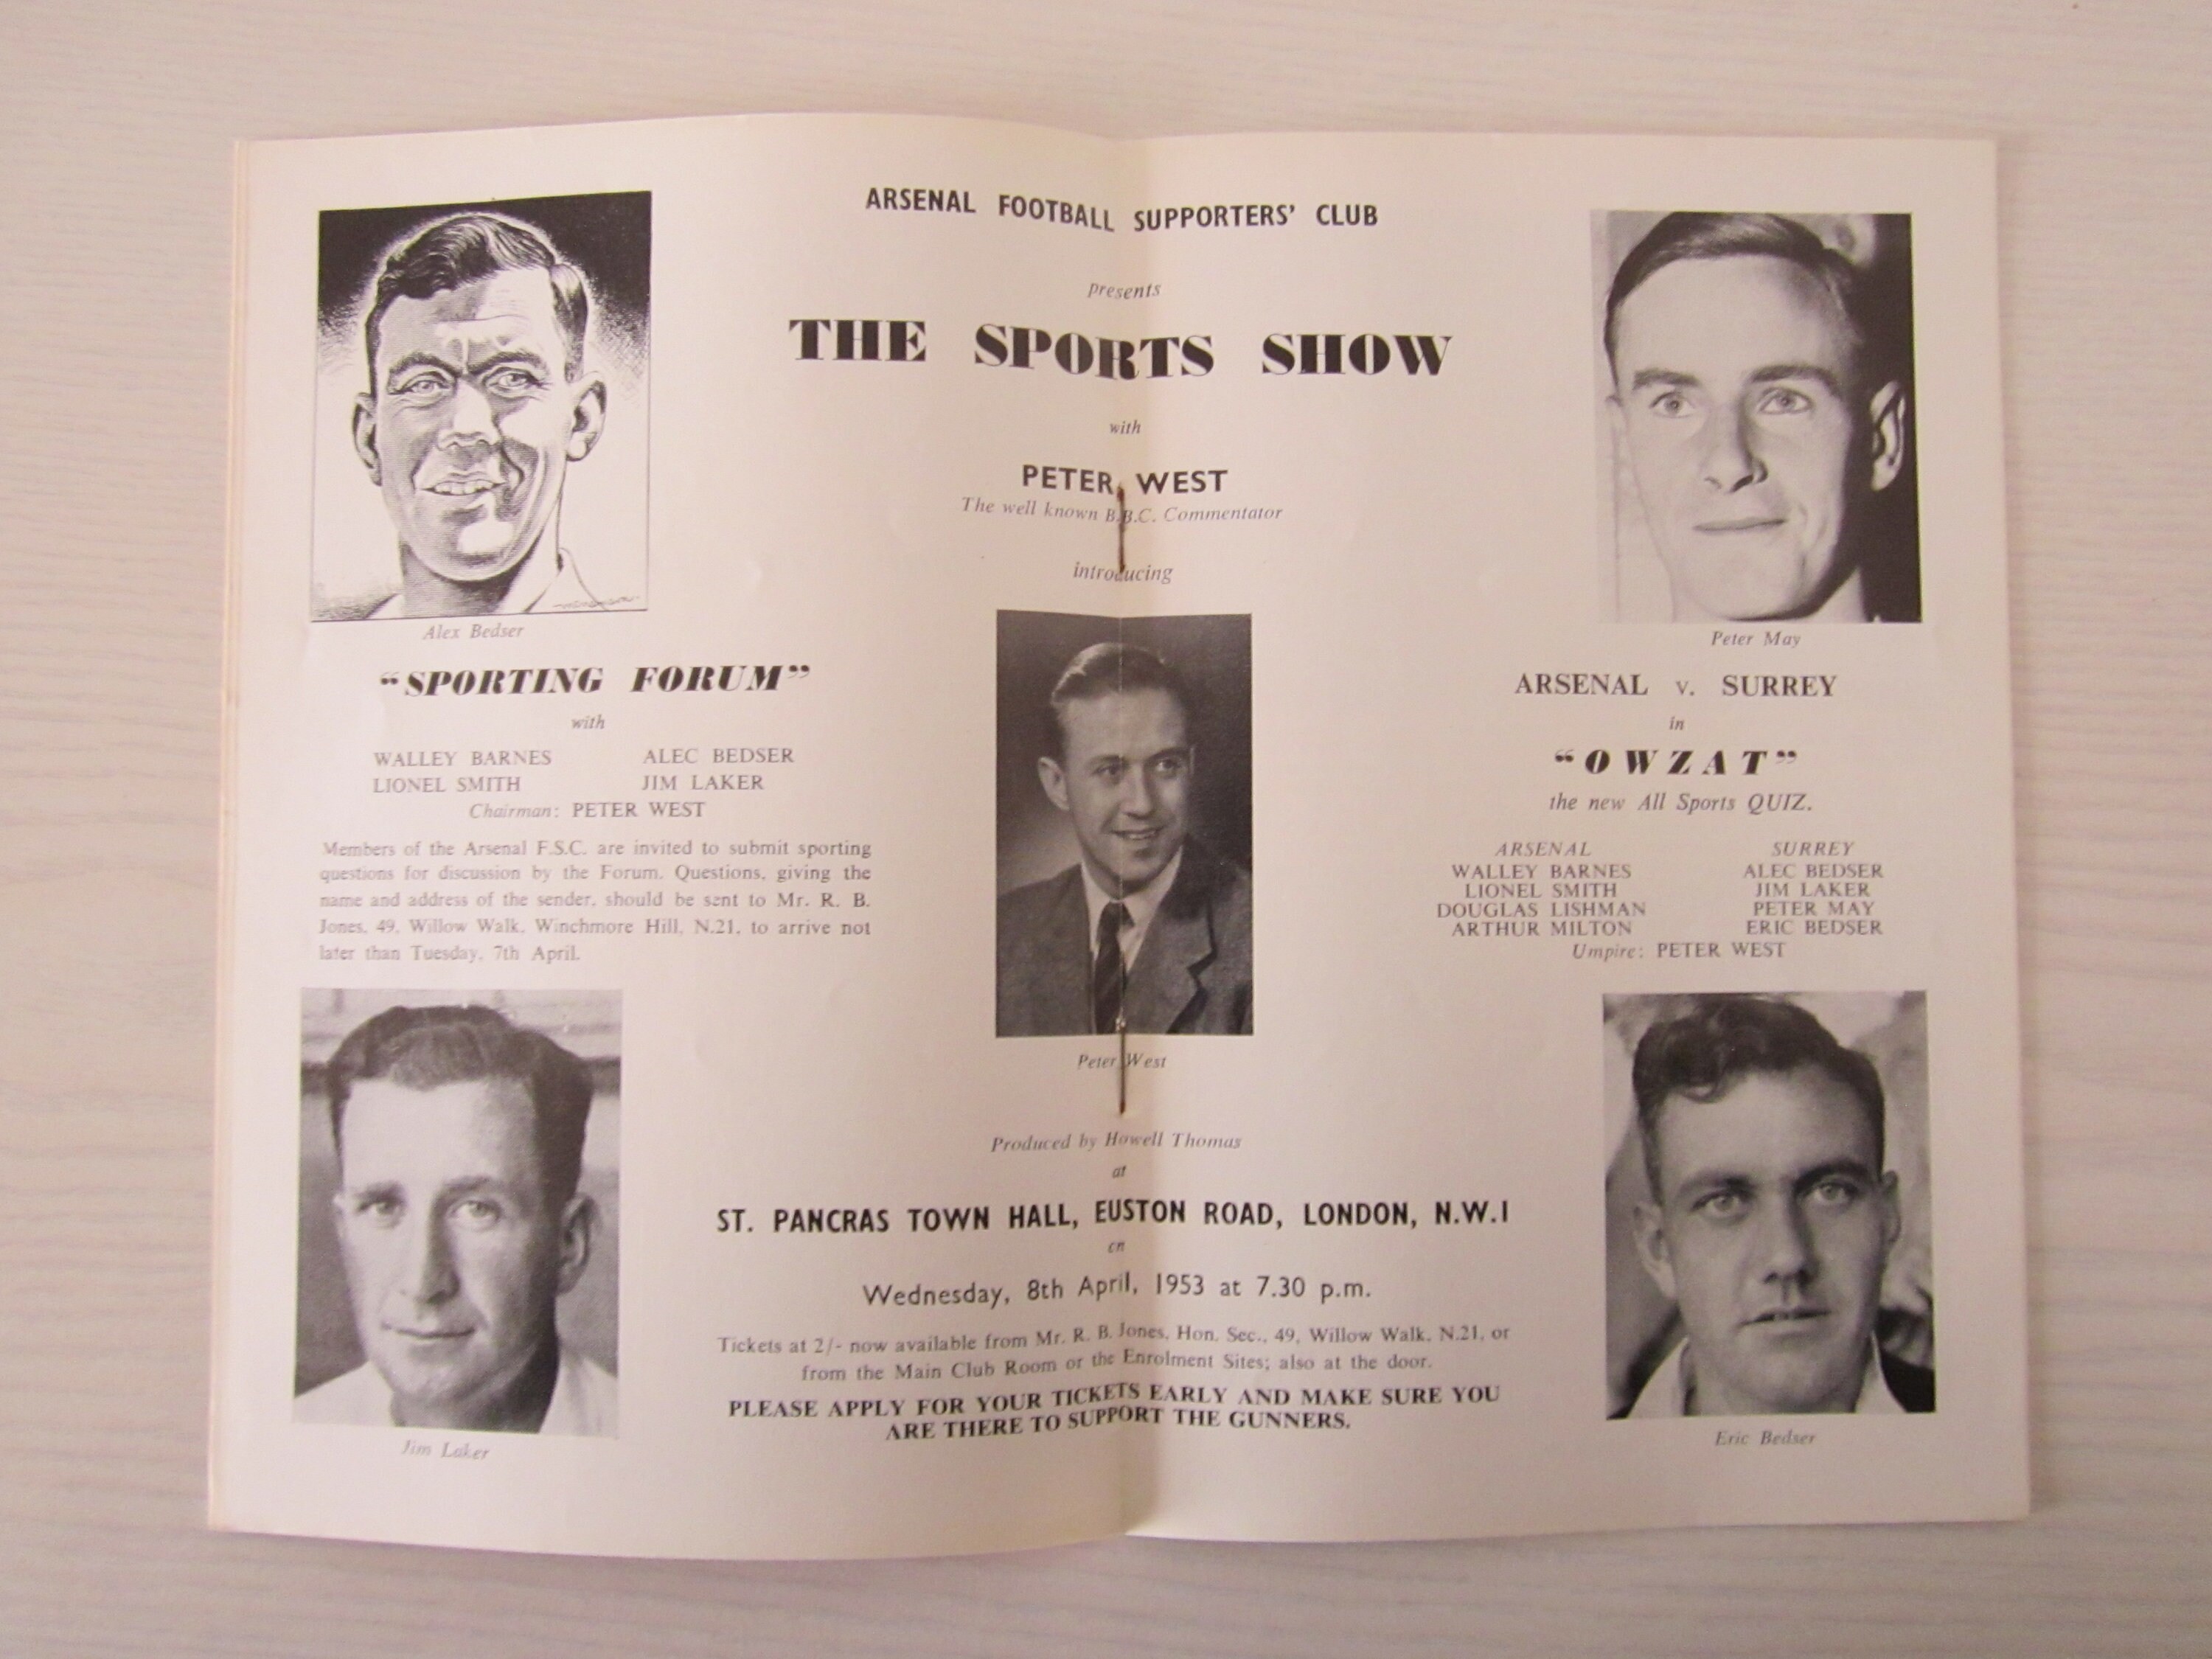 ARSENAL FOOTBALL SUPPORTERS' CLUB
presents
THE SPORTS SHOW
with
PETER WEST
The well known B.B.C. Commentator
introducing
Alex Bedser
"SPORTING FORUM"
with
WALLEY BARNES ALEC BEDSER
LIONEL SMITH JIM LAKER
Chairman: PETER WEST
Members of the Arsenal F.S.C. are invited to submit sporting
questions for discussion by the Forum. Questions, giving the
name and address of the sender, should be sent to Mr. R. B.
Jones, 49, Willow Walk, Winchmore Hill, N.21, to arrive not
later than Tuesday, 7th April.
Jim Laker
Peter West
Peter May
ARSENAL v. SURREY
in
"OWZAT"
the new All Sports QUIZ.
ARSENAL SURREY
WALLEY BARNES ALEC BEDSER
LIONEL SMITH JIM LAKER
DOUGLAS LISHMAN PETER MAY
ARTHUR MILTON ERIC BEDSER
Umpire: PETER WEST
Eric Bedser
Produced by Howell Thomas
at
ST. PANCRAS TOWN HALL, EUSTON ROAD, LONDON, N.W.1
on
Wednesday, 8th April, 1953 at 7.30 p.m.
Tickets at 2/- now available from Mr. R. B. Jones, Hon. Sec., 49, Willow Walk, N.21, or
from the Main Club Room or the Enrolment Sites; also at the door.
PLEASE APPLY FOR YOUR TICKETS EARLY AND MAKE SURE YOU
ARE THERE TO SUPPORT THE GUNNERS.